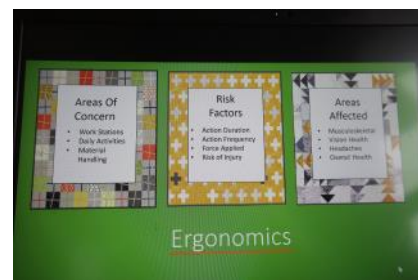 Areas Of
Concern
• Work Stations
• Daily Activities
• Material
Handling
Risk
Factors
• Action Duration
• Action Frequency
• Force Applied
• Risk of Injury
Areas
Affected
• Musculoskeletal
• Vision Health
• Headaches
• Overall Health
Ergonomics